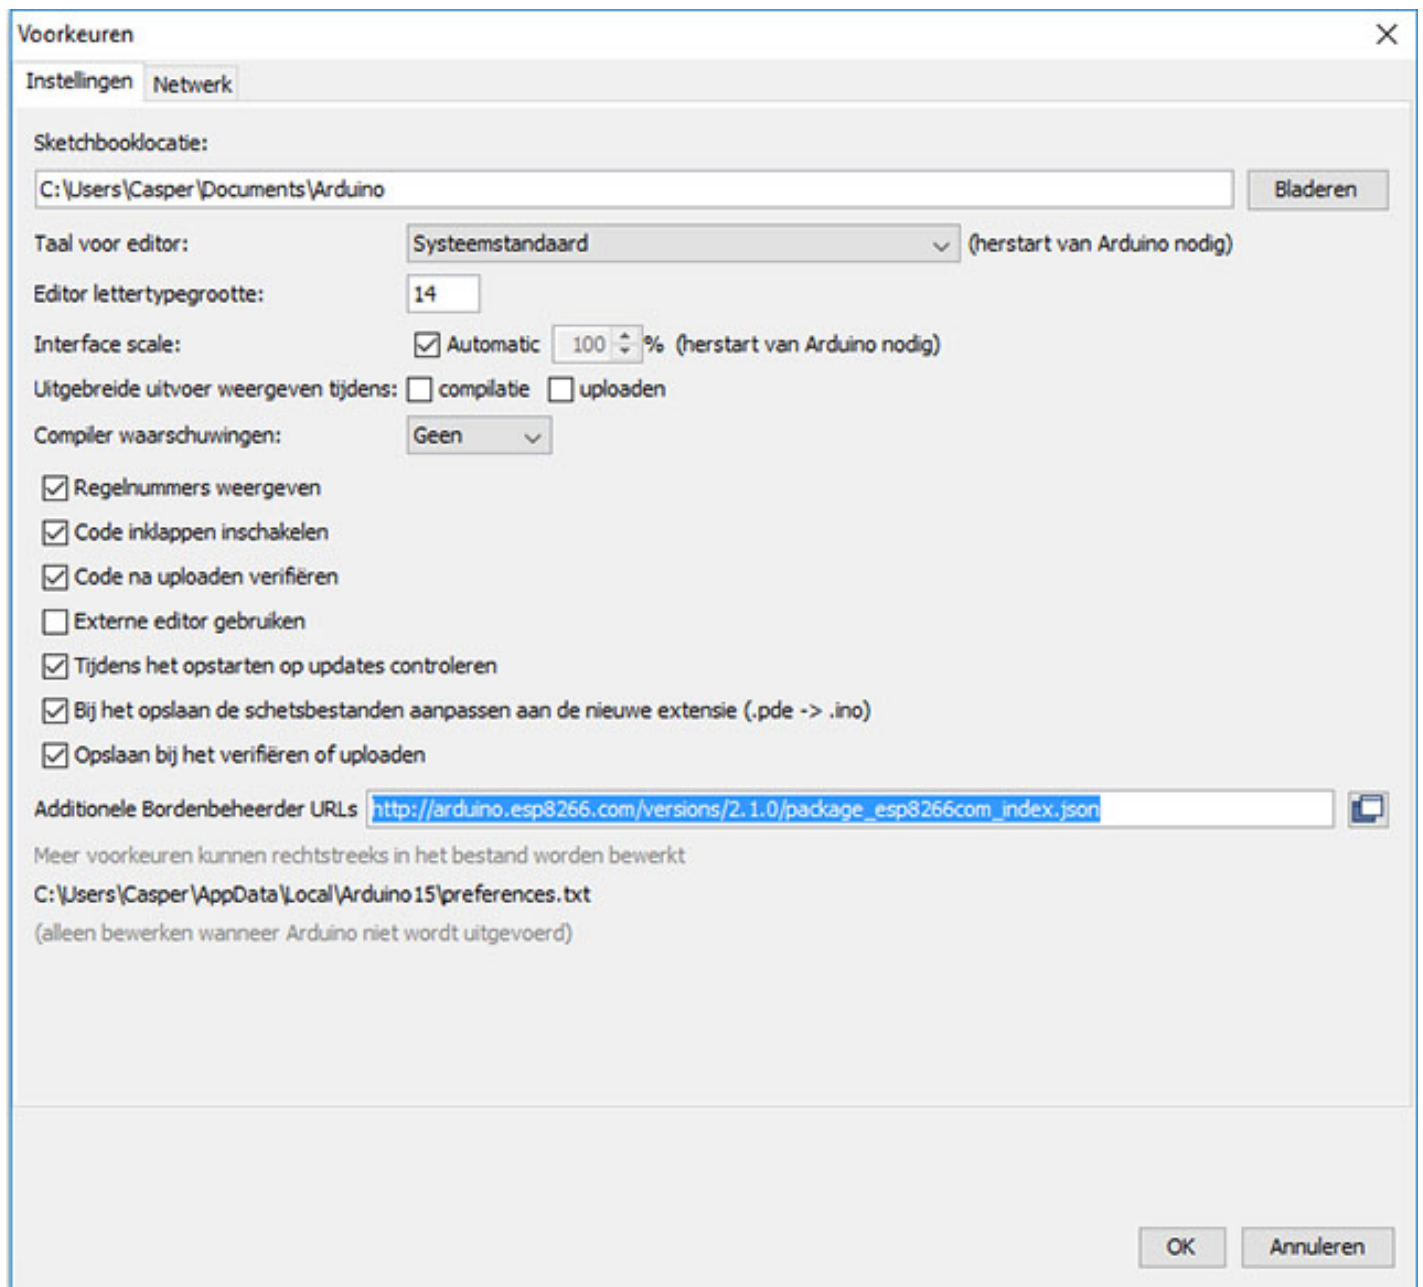 Voorkeuren
Instellingen Netwerk
Sketchbooklocatie:
C:\Users\Casper\Documents\Arduino Bladeren
Taal voor editor: Systeemstandaard (herstart van Arduino nodig)
Editor lettertypegrootte: 14
Interface scale: Automatic 100 % (herstart van Arduino nodig)
Uitgebreide uitvoer weergeven tijdens: compilatie uploaden
Compiler waarschuwingen: Geen
Regelnummers weergeven
Code inklappen inschakelen
Code na uploaden verifiëren
Externe editor gebruiken
Tijdens het opstarten op updates controleren
Bij het opslaan de schetsbestanden aanpassen aan de nieuwe extensie (.pde -> .ino)
Opslaan bij het verifiëren of uploaden
Additionele Bordenbeheerder URLs http://arduino.esp8266.com/versions/2.1.0/package_esp8266com_index.json
Meer voorkeuren kunnen rechtstreeks in het bestand worden bewerkt
C:\Users\Casper\AppData\Local\Arduino15\preferences.txt
(alleen bewerken wanneer Arduino niet wordt uitgevoerd)
OK Annuleren